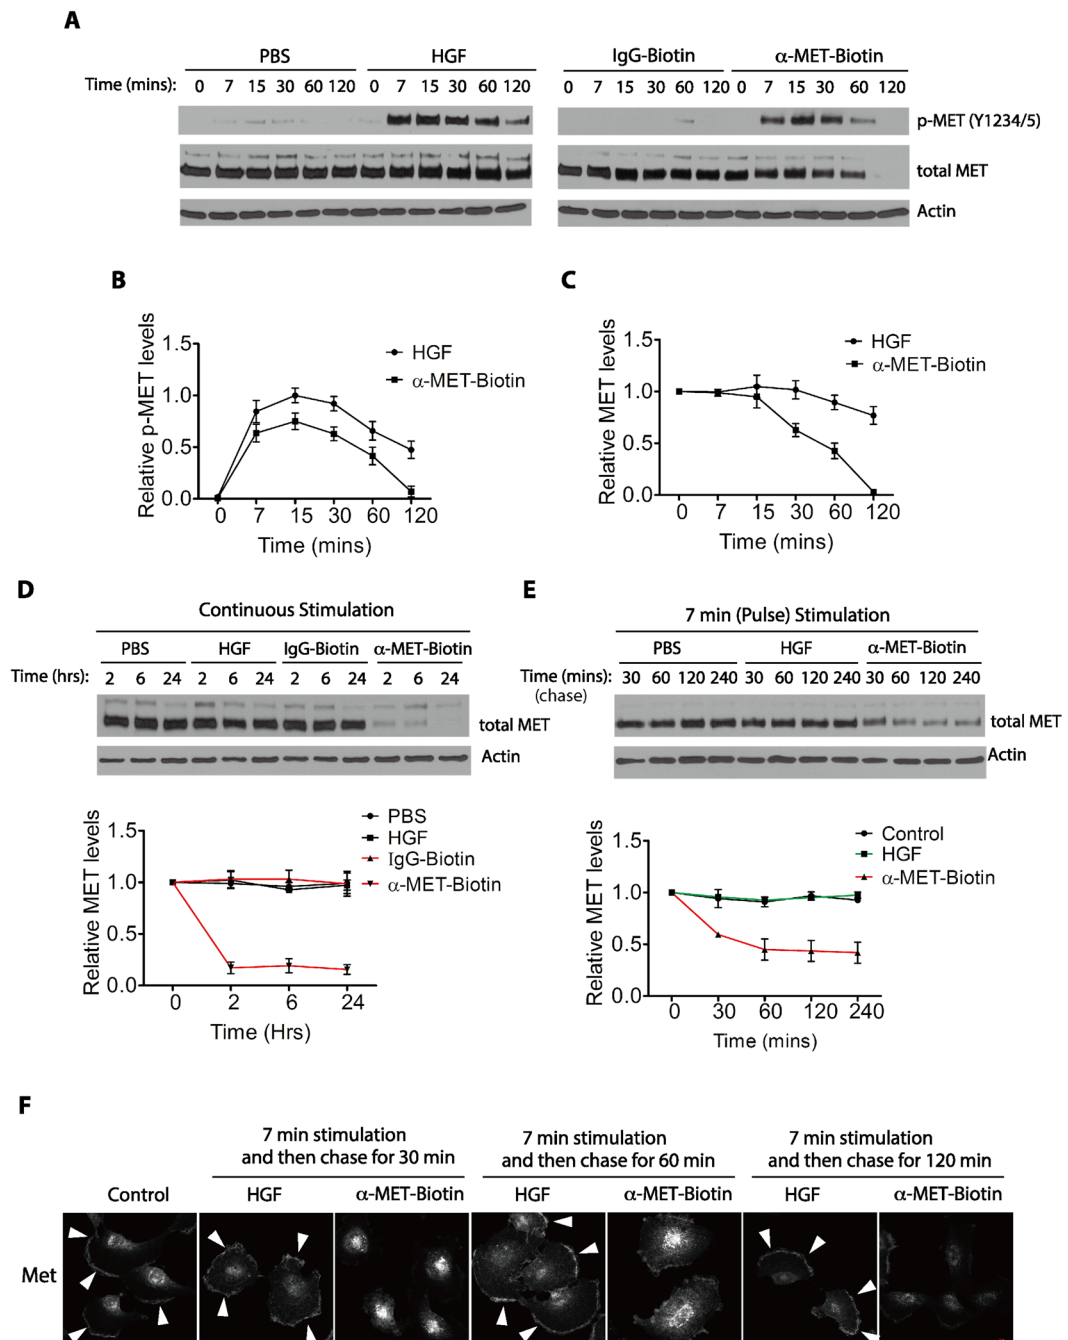 A
PBS HGF IgG-Biotin α-MET-Biotin
Time (mins): 0 7 15 30 60 120 0 7 15 30 60 120 0 7 15 30 60 120 0 7 15 30 60 120
p-MET (Y1234/5)
total MET
Actin
B
Relative p-MET levels
1.5
1.0
0.5
0.0
HGF
α-MET-Biotin
0 7 15 30 60 120
Time (mins)
C
Relative MET levels
1.5
1.0
0.5
0.0
HGF
α-MET-Biotin
0 7 15 30 60 120
Time (mins)
D
Continuous Stimulation
PBS HGF IgG-Biotin α-MET-Biotin
Time (hrs): 2 6 24 2 6 24 2 6 24 2 6 24
total MET
Actin
Relative MET levels
1.5
1.0
0.5
0.0
PBS
HGF
IgG-Biotin
α-MET-Biotin
0 2 6 24
Time (Hrs)
E
7 min (Pulse) Stimulation
PBS HGF α-MET-Biotin
Time (mins): 30 60 120 240 30 60 120 240 30 60 120 240
(chase)
total MET
Actin
Relative MET levels
1.5
1.0
0.5
0.0
Control
HGF
α-MET-Biotin
0 30 60 120 240
Time (mins)
F
7 min stimulation
and then chase for 30 min
7 min stimulation
and then chase for 60 min
7 min stimulation
and then chase for 120 min
Control HGF α-MET-Biotin HGF α-MET-Biotin HGF α-MET-Biotin
Met